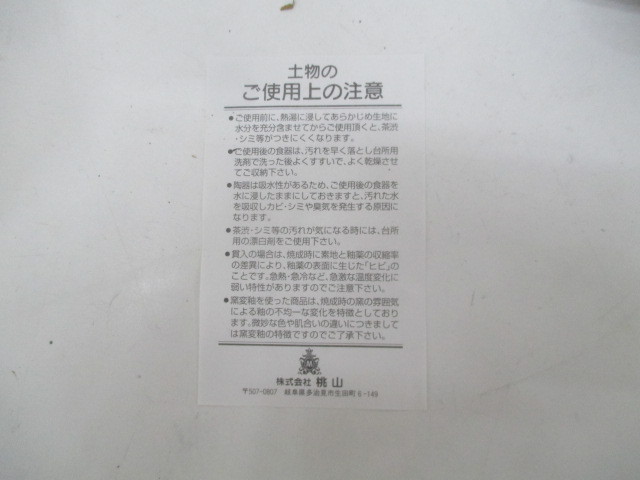 土物の
ご使用上の注意
●ご使用前に、熱湯に浸してあらかじめ生地に
水分を充分含ませてからご使用頂くと、茶渋
・シミ等がつきにくくなります。
●ご使用後の食器は、汚れを早く落とし台所用
洗剤で洗った後よくすすいで、よく乾燥させ
てご収納下さい。
●陶器は吸水性があるため、ご使用後の食器を
水に浸したままにしておきますと、汚れた水
を吸収しカビ・シミや臭気を発生する原因に
なります。
●茶渋・シミ等の汚れが気になる時には、台所
用の漂白剤をご使用下さい。
●貫入の場合は、焼成時に素地と釉薬の収縮率
の差異により、釉薬の表面に生じた「ヒビ」の
ことです。急熱・急冷など、急激な温度変化に
弱い特性がありますのでご注意下さい。
●窯変釉を使った商品は、焼成時の窯の雰囲気
による釉の不均一な変化を特徴としており
ます。微妙な色や肌合いの違いにつきまして
は窯変釉の特徴ですのでご了承下さい。
株式会社 桃山
〒507-0807 岐阜県多治見市生田町6-149